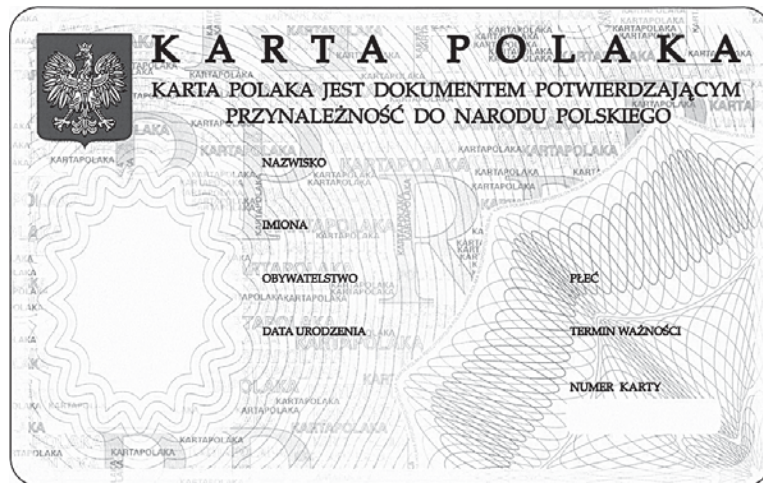 KARTA POLAKA
KARTA POLAKA JEST DOKUMENTEM POTWIERDZAJĄCYM
PRZYNALEŻNOŚĆ DO NARODU POLSKIEGO
NAZWISKO
IMIONA
OBYWATELSTWO
PŁEĆ
DATA URODZENIA
TERMIN WAŻNOŚCI
NUMER KARTY